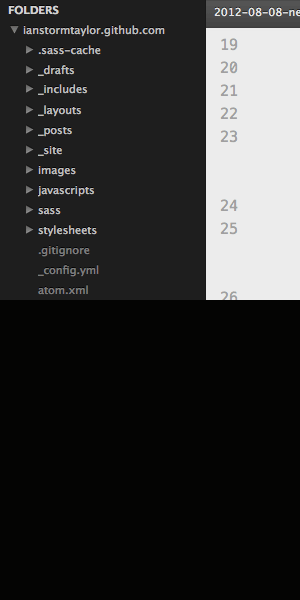 FOLDERS
ianstormtaylor.github.com
.sass-cache
_drafts
_includes
_layouts
_posts
_site
images
javascripts
sass
stylesheets
.gitignore
_config.yml
atom.xml
2012-08-08-ne
19
20
21
22
23
24
25
26